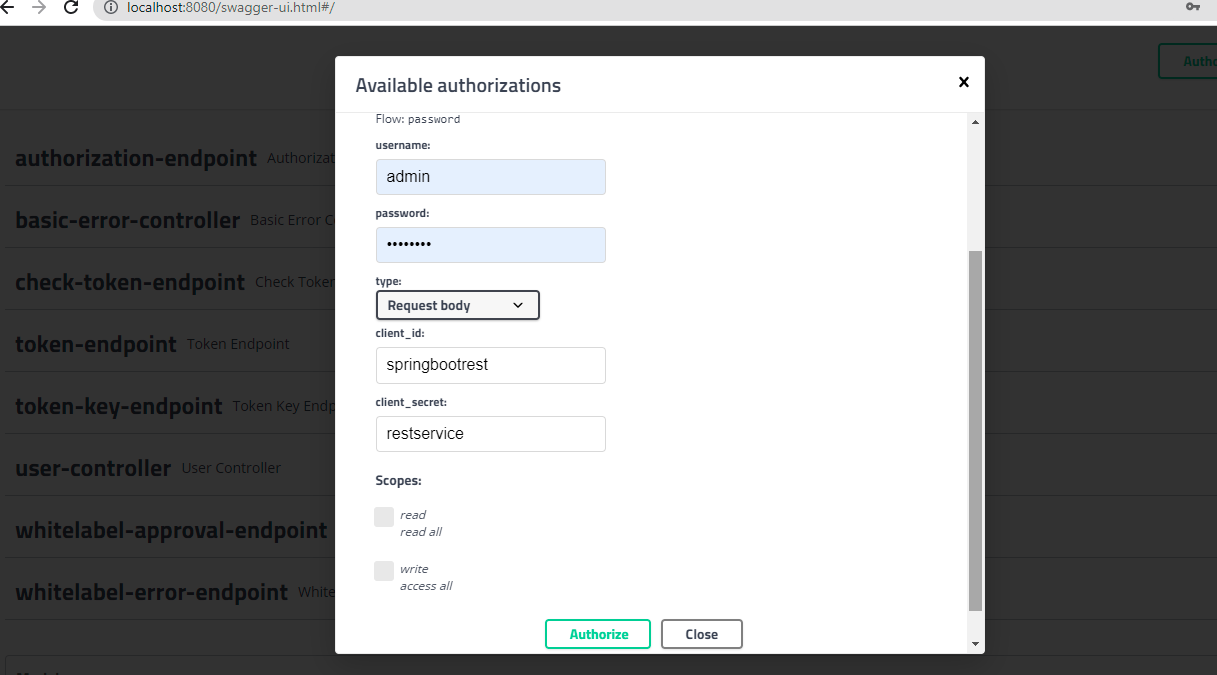 localhost:8080/swagger-ui.html#/
Available authorizations
Flow: password
username:
admin
password:
••••••••
type:
Request body
client_id:
springbootrest
client_secret:
restservice
Scopes:
read
read all
write
access all
Authorize Close
Autho
authorization-endpoint Authorizat
basic-error-controller Basic Error Co
check-token-endpoint Check Token
token-endpoint Token Endpoint
token-key-endpoint Token Key Endp
user-controller User Controller
whitelabel-approval-endpoint
whitelabel-error-endpoint White